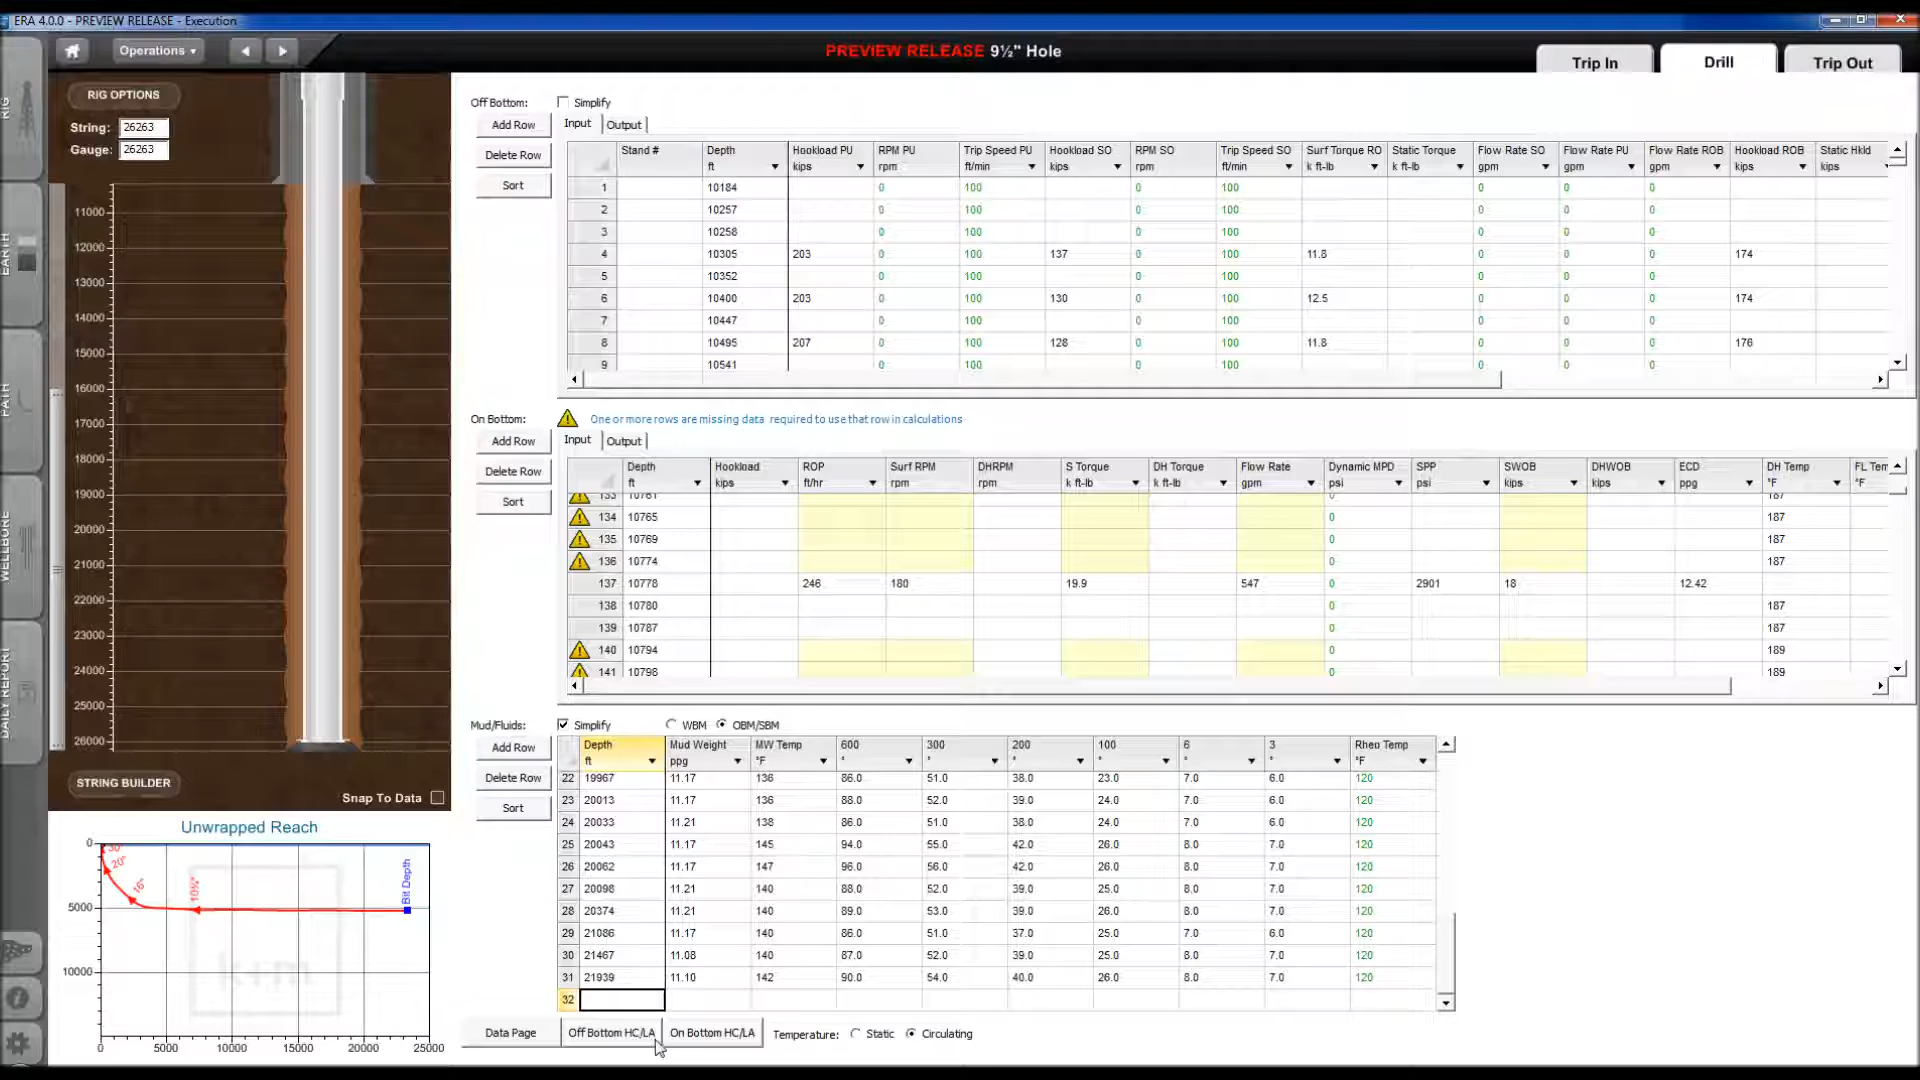 ERA 4.0.0 - PREVIEW RELEASE - Execution
Operations
PREVIEW RELEASE 9½" Hole
Trip In Drill Trip Out
RIG OPTIONS
String: 26263
Gauge: 26263
RIG
EARTH
PATH
WELLBORE
DAILY REPORT
11000
12000
13000
14000
15000
16000
17000
18000
19000
20000
21000
22000
23000
24000
25000
26000
STRING BUILDER
Snap To Data
Unwrapped Reach
0
5000
10000
30"
20"
16"
10¾"
Bit Depth
k+m
0 5000 10000 15000 20000 25000
Off Bottom: Simplify
Add Row
Delete Row
Sort
Input Output
Stand # Depth Hookload PU RPM PU Trip Speed PU Hookload SO RPM SO Trip Speed SO Surf Torque RO Static Torque Flow Rate SO Flow Rate PU Flow Rate ROB Hookload ROB Static Hkld
ft kips rpm ft/min kips rpm ft/min k ft-lb k ft-lb gpm gpm gpm kips kips
1 10184 0 100 0 100 0 0 0
2 10257 0 100 0 100 0 0 0
3 10258 0 100 0 100 0 0 0
4 10305 203 0 100 137 0 100 11.8 0 0 0 174
5 10352 0 100 0 100 0 0 0
6 10400 203 0 100 130 0 100 12.5 0 0 0 174
7 10447 0 100 0 100 0 0 0
8 10495 207 0 100 128 0 100 11.8 0 0 0 176
9 10541 0 100 0 100 0 0 0
On Bottom: One or more rows are missing data required to use that row in calculations
Add Row
Delete Row
Sort
Input Output
Depth Hookload ROP Surf RPM DHRPM S Torque DH Torque Flow Rate Dynamic MPD SPP SWOB DHWOB ECD DH Temp FL Tem
ft kips ft/hr rpm rpm k ft-lb k ft-lb gpm psi psi kips kips ppg °F °F
133 10761 0 187
134 10765 0 187
135 10769 0 187
136 10774 0 187
137 10778 246 180 19.9 547 0 2901 18 12.42
138 10780 0 187
139 10787 0 187
140 10794 0 189
141 10798 0 189
Mud/Fluids: Simplify WBM OBM/SBM
Add Row
Delete Row
Sort
Depth Mud Weight MW Temp 600 300 200 100 6 3 Rheo Temp
ft ppg °F ° ° ° ° ° ° °F
22 19967 11.17 136 86.0 51.0 38.0 23.0 7.0 6.0 120
23 20013 11.17 136 88.0 52.0 39.0 24.0 7.0 6.0 120
24 20033 11.21 138 86.0 51.0 38.0 24.0 7.0 6.0 120
25 20043 11.17 145 94.0 55.0 42.0 26.0 8.0 7.0 120
26 20062 11.17 147 96.0 56.0 42.0 26.0 8.0 7.0 120
27 20098 11.21 140 88.0 52.0 39.0 25.0 8.0 7.0 120
28 20374 11.21 140 89.0 53.0 39.0 26.0 8.0 7.0 120
29 21086 11.17 140 86.0 51.0 37.0 25.0 7.0 6.0 120
30 21467 11.08 140 87.0 52.0 39.0 25.0 8.0 7.0 120
31 21939 11.10 142 90.0 54.0 40.0 26.0 8.0 7.0 120
32
Data Page Off Bottom HC/LA On Bottom HC/LA Temperature: Static Circulating